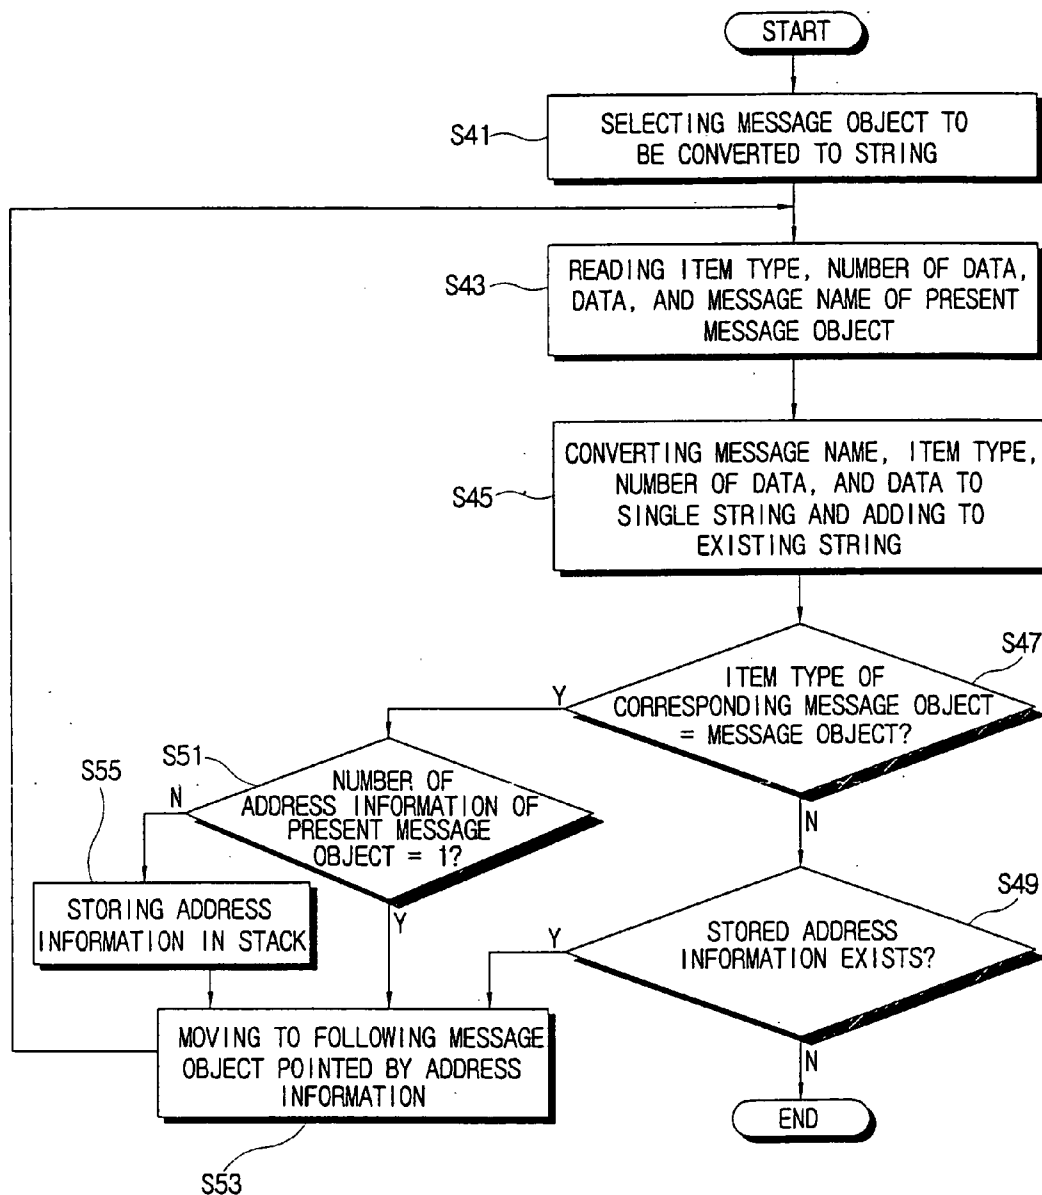 START
S41
SELECTING MESSAGE OBJECT TO
BE CONVERTED TO STRING
S43
READING ITEM TYPE, NUMBER OF DATA,
DATA, AND MESSAGE NAME OF PRESENT
MESSAGE OBJECT
S45
CONVERTING MESSAGE NAME, ITEM TYPE,
NUMBER OF DATA, AND DATA TO
SINGLE STRING AND ADDING TO
EXISTING STRING
S47
ITEM TYPE OF
CORRESPONDING MESSAGE OBJECT
= MESSAGE OBJECT?
Y
N
S51
NUMBER OF
ADDRESS INFORMATION OF
PRESENT MESSAGE
OBJECT = 1?
N
Y
S55
STORING ADDRESS
INFORMATION IN STACK
S49
STORED ADDRESS
INFORMATION EXISTS?
Y
N
MOVING TO FOLLOWING MESSAGE
OBJECT POINTED BY ADDRESS
INFORMATION
S53
END